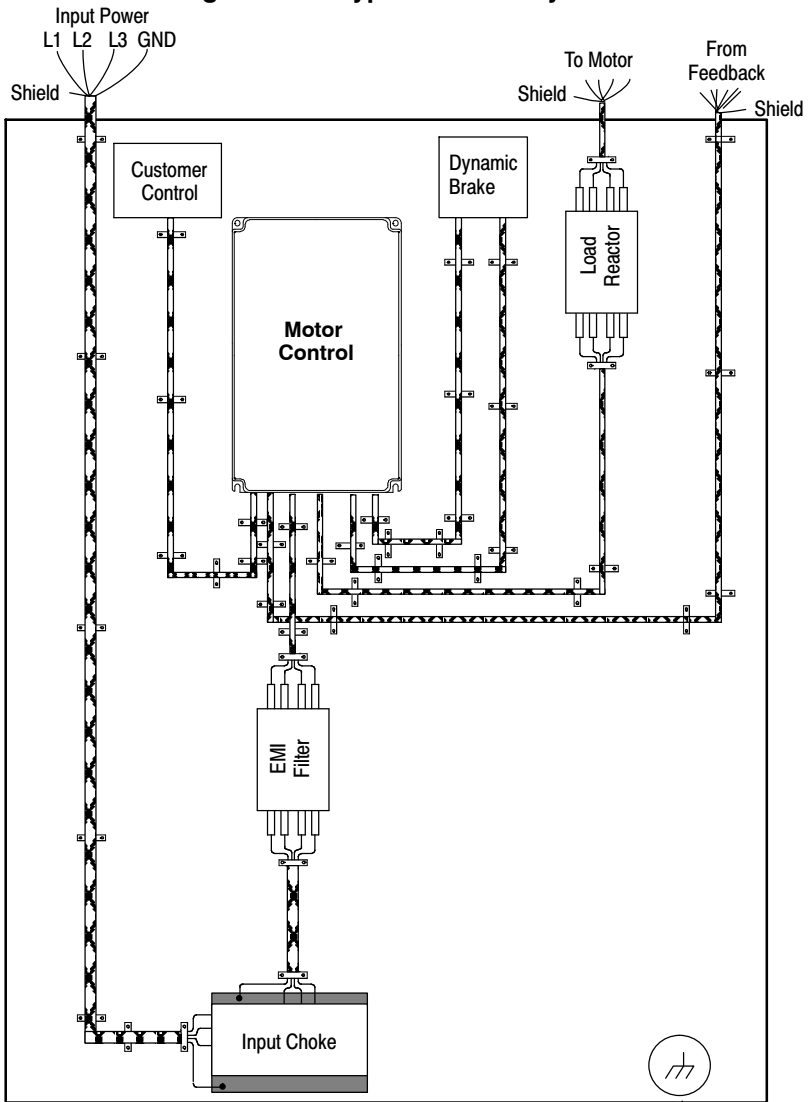 Input Power
L1 L2 L3 GND
Shield
To Motor
Shield
From
Feedback
Shield
Customer
Control
Dynamic
Brake
Load
Reactor
Motor
Control
EMI
Filter
Input Choke